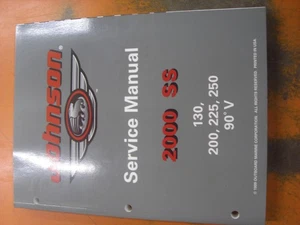 Johnson
Service Manual
2000 SS
130,
200, 225, 250
90° V